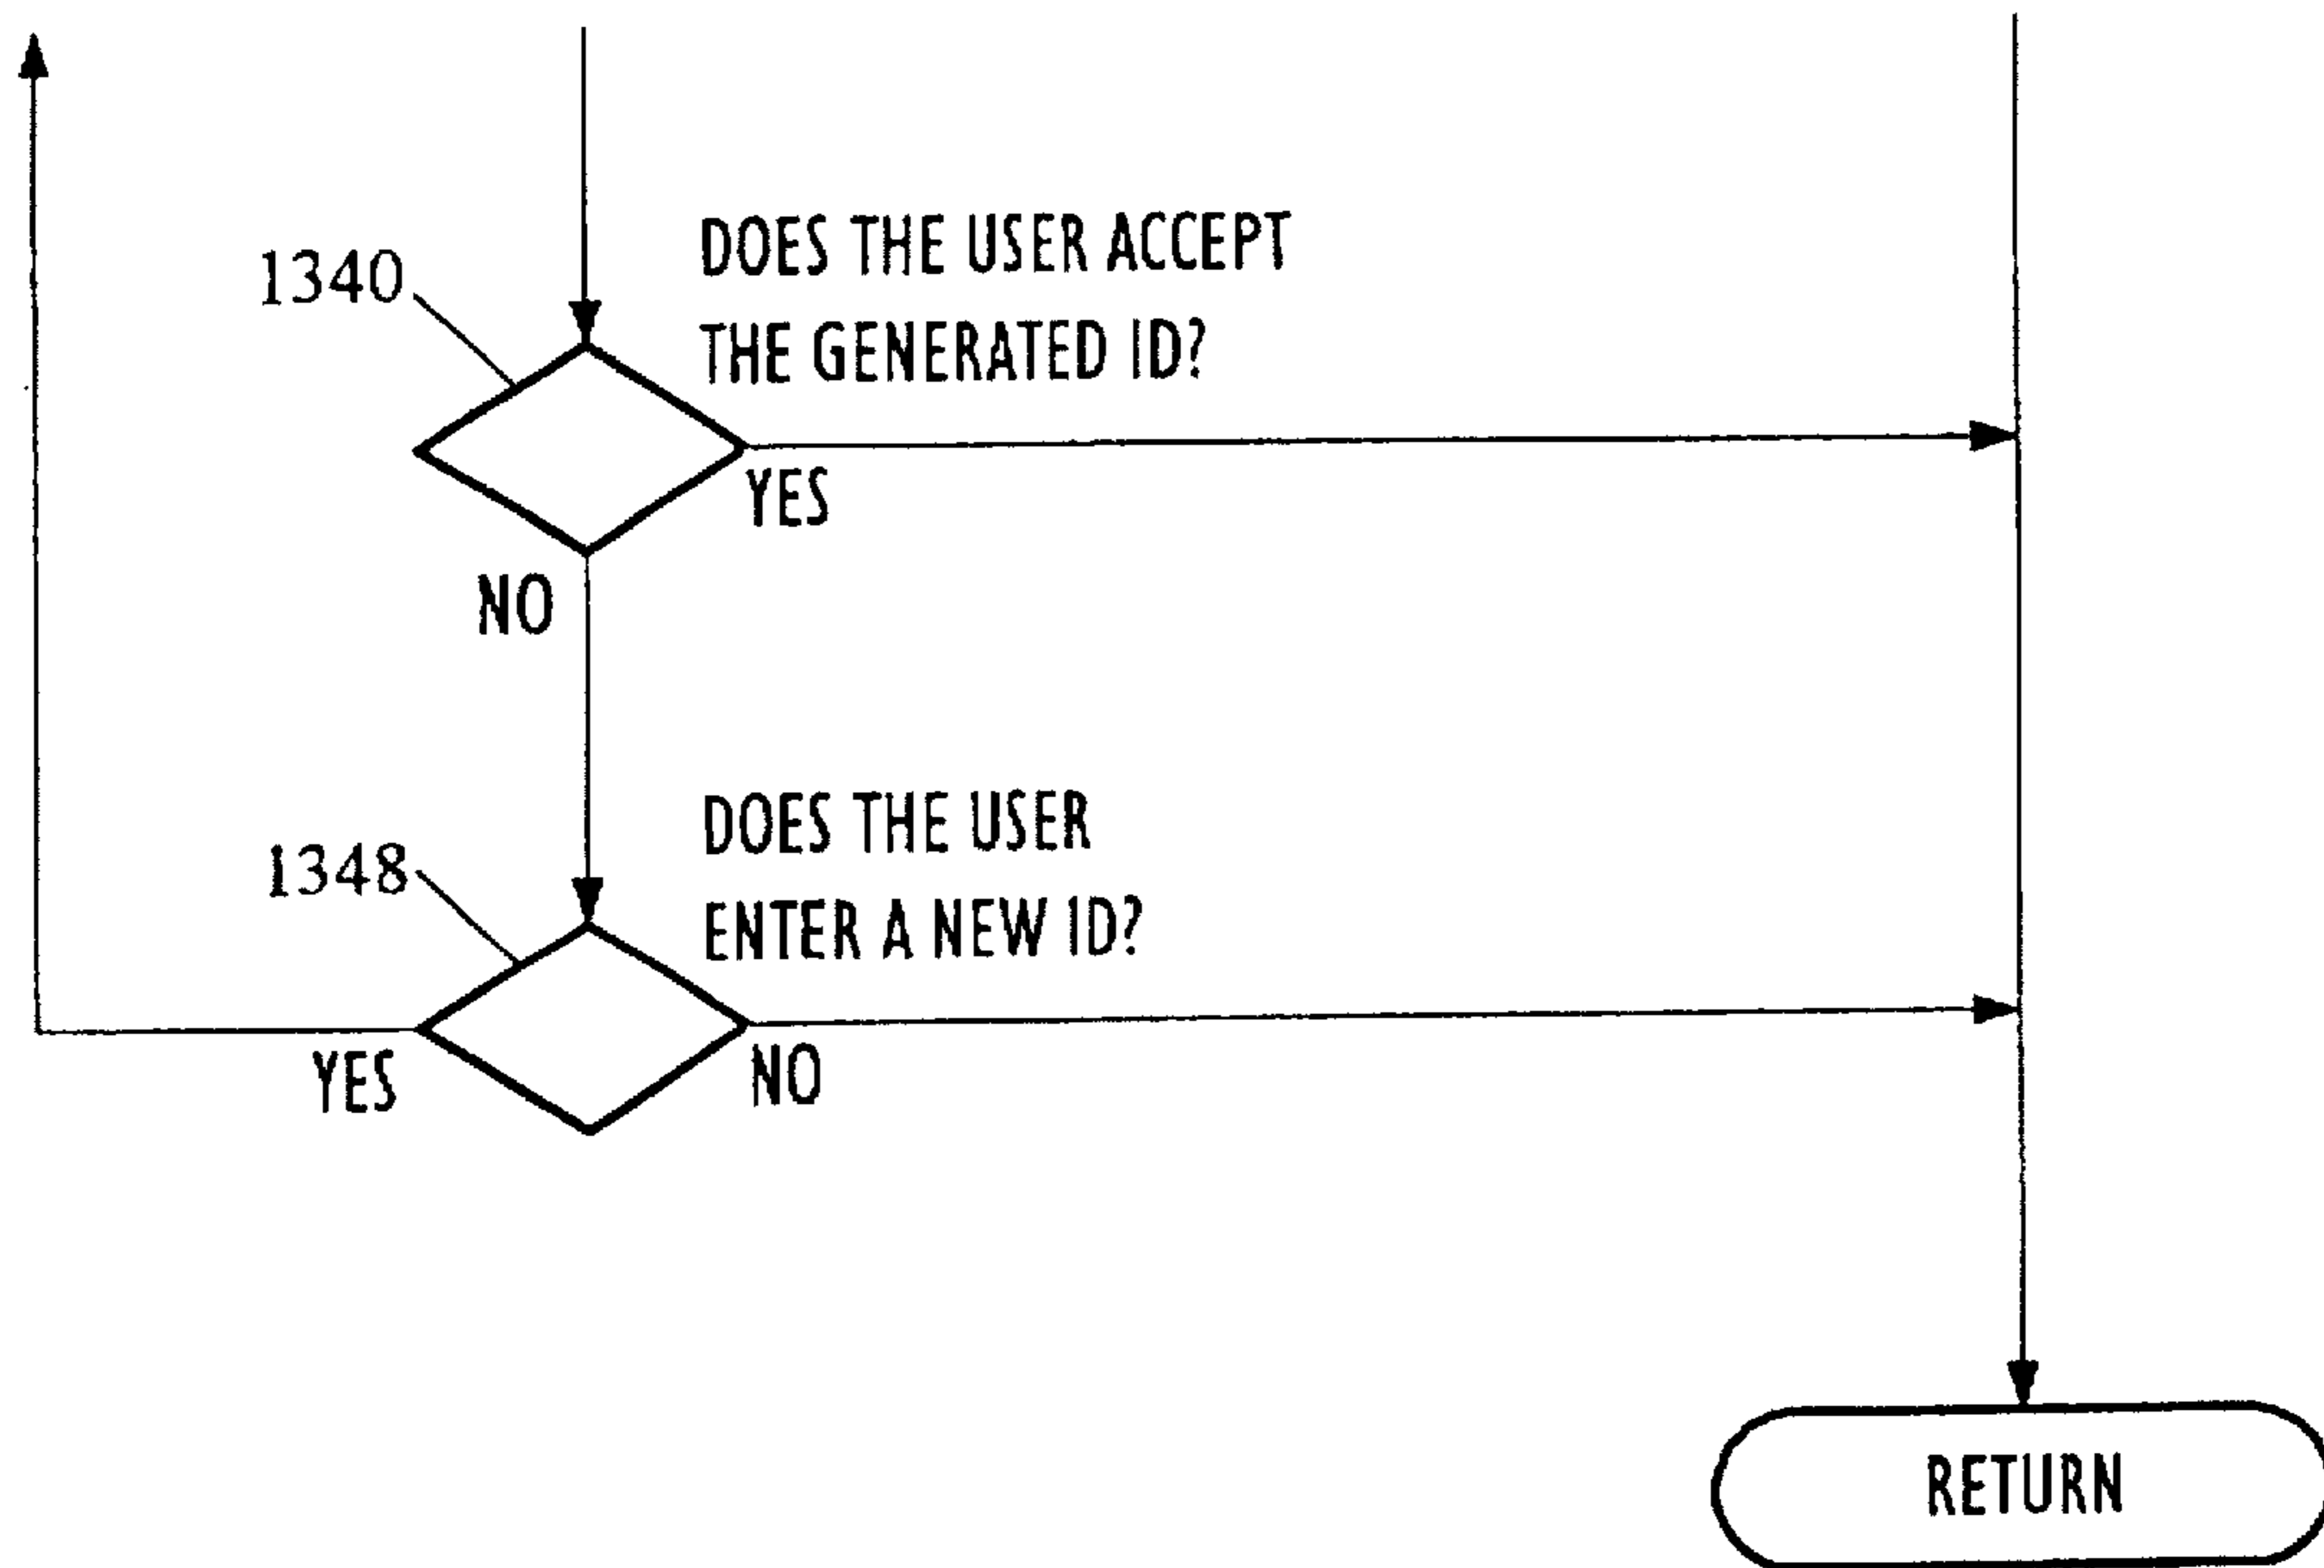 DOES THE USER ACCEPT
1340
THE GENERATED ID?
YES
NO
DOES THE USER
1348
ENTER A NEW ID?
YES
NO
RETURN